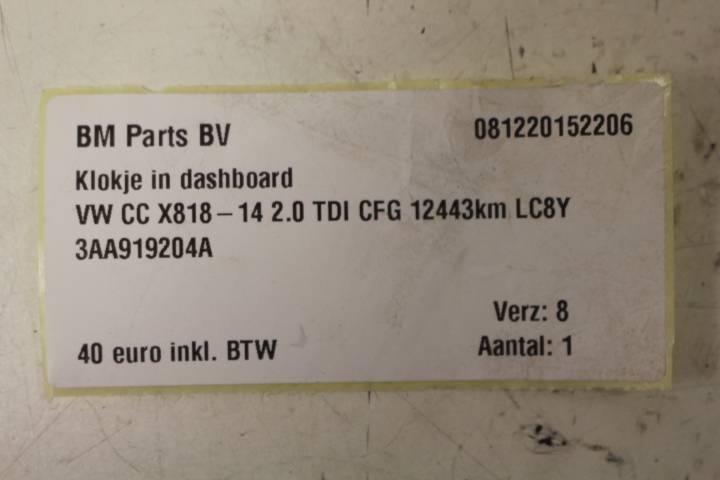 BM Parts BV 081220152206
Klokje in dashboard
VW CC X818-14 2.0 TDI CFG 12443km LC8Y
3AA919204A
Verz: 8
40 euro inkl. BTW Aantal: 1